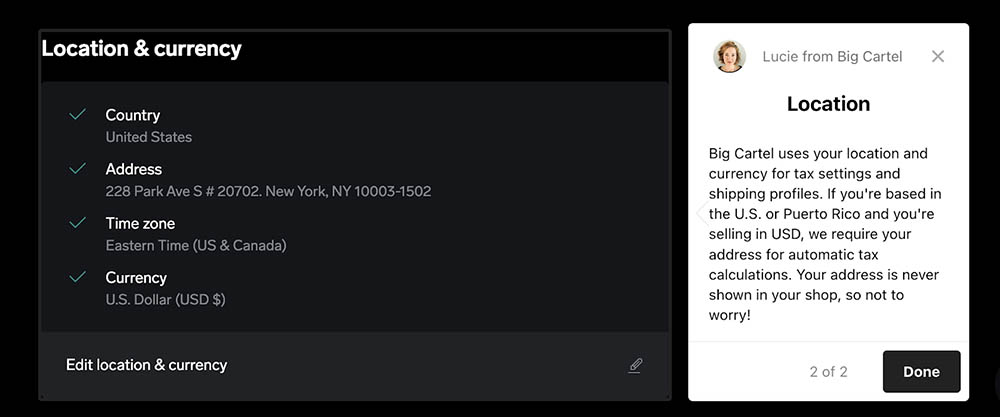 Location & currency
Country
United States
Address
228 Park Ave S # 20702. New York, NY 10003-1502
Time zone
Eastern Time (US & Canada)
Currency
U.S. Dollar (USD $)
Edit location & currency
Lucie from Big Cartel
Location
Big Cartel uses your location and
currency for tax settings and
shipping profiles. If you're based in
the U.S. or Puerto Rico and you're
selling in USD, we require your
address for automatic tax
calculations. Your address is never
shown in your shop, so not to
worry!
2 of 2
Done